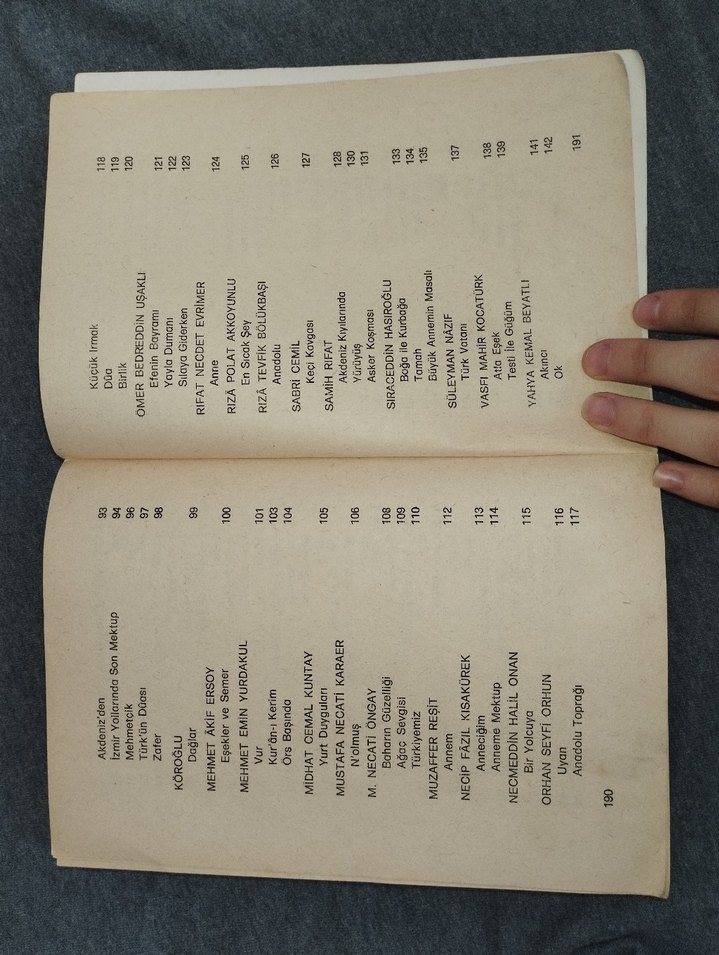 Akdeniz'den 93
İzmir Yollarında Son Mektup 94
Mehmetçik 96
Türk'ün Dûası 97
Zafer 98
KÖROĞLU
Dağlar 99
MEHMET ÂKİF ERSOY
Eşekler ve Semer 100
MEHMET EMİN YURDAKUL
Vur 101
Kur'ân-ı Kerim 103
Örs Başında 104
MİDHAT CEMAL KUNTAY
Yurt Duyguları 105
MUSTAFA NECATİ KARAER
N'Olmuş 106
M. NECATİ ÖNGAY
Baharın Güzelliği 108
Ağaç Sevgisi 109
Türkiyemiz 110
MUZAFFER REŞİT
Annem 112
NECİP FÂZIL KISAKÜREK
Anneciğim 113
Anneme Mektup 114
NECMEDDİN HALİL ONAN
Bir Yolcuya 115
ORHAN SEYFİ ORHUN
Uyan 116
Anadolu Toprağı 117
190
Küçük Irmak 118
Dûa 119
Birlik 120
ÖMER BEDREDDİN UŞAKLI
Efenin Bayramı 121
Yayla Dumanı 122
Sılaya Giderken 123
RIFAT NECDET EVRİMER
Anne 124
RIZÂ POLAT AKKOYUNLU
En Sıcak Şey 125
RIZÂ TEVFİK BÖLÜKBAŞI
Anadolu 126
SABRİ CEMİL
Keçi Kavgası 127
SAMİH RIFAT
Akdeniz Kıyılarında 128
Yürüyüş 130
Asker Koşması 131
SIRACEDDİN HASIRCIOĞLU
Boğa ile Kurbağa 133
Tamah 134
Büyük Annemin Masalı 135
SÜLEYMAN NÂZİF
Türk Vatanı 137
VASFI MAHİR KOCATÜRK
Atla Eşek 138
Testi İle Güğüm 139
YAHYA KEMAL BEYATLI
Akıncı 141
Ok 142
191